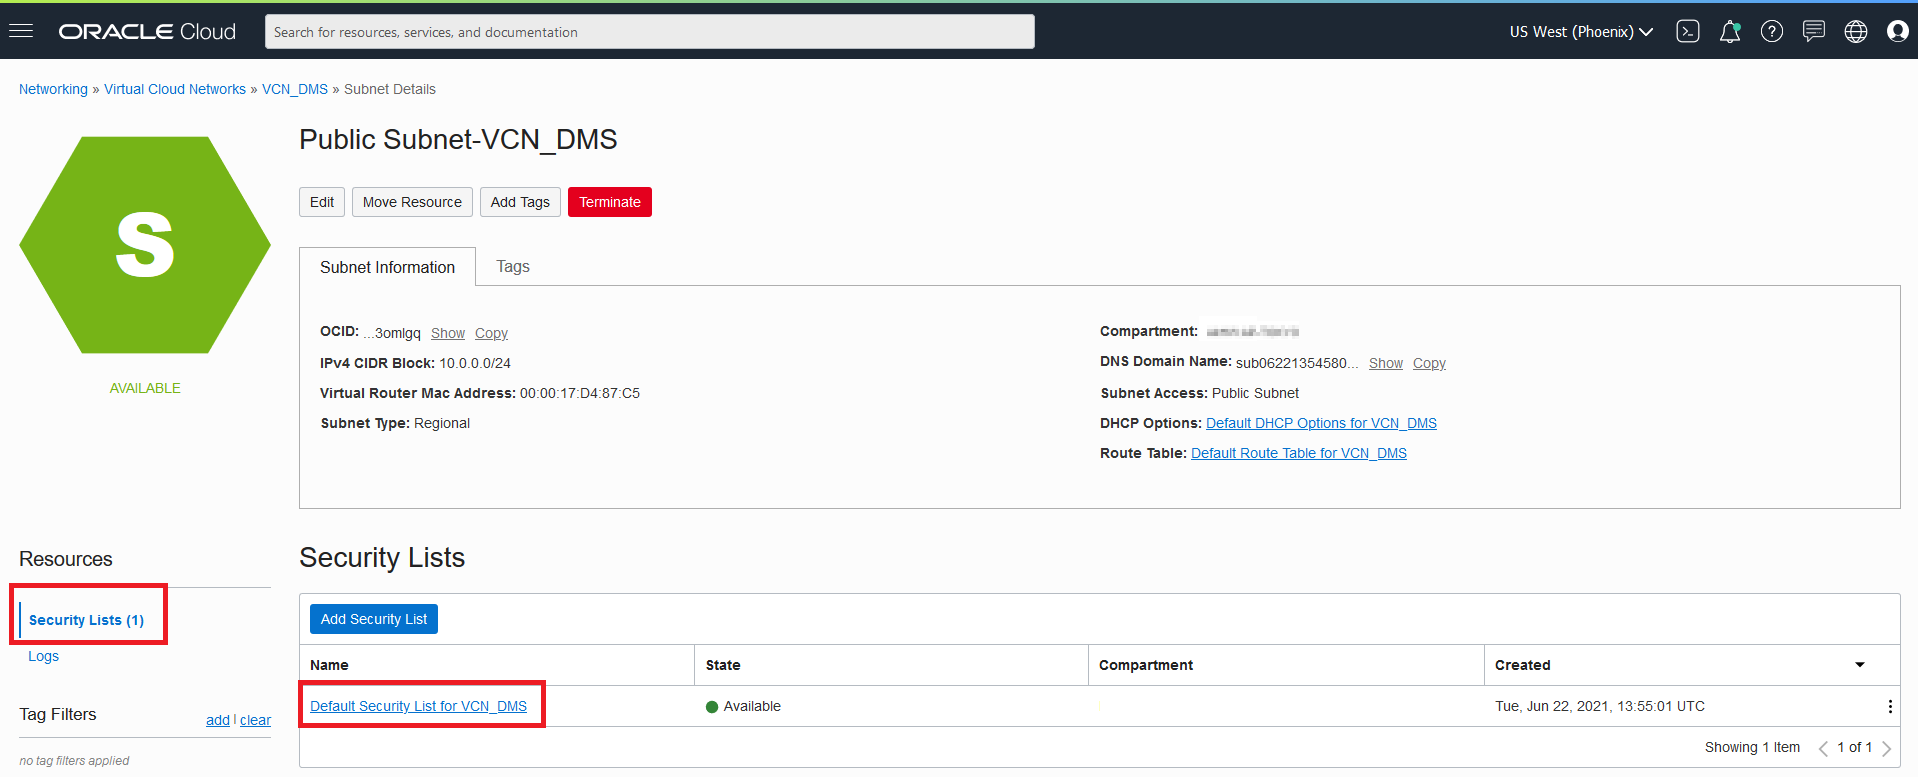 ORACLE Cloud
Search for resources, services, and documentation
US West (Phoenix)
Networking » Virtual Cloud Networks » VCN_DMS » Subnet Details
S
AVAILABLE
Public Subnet-VCN_DMS
Edit
Move Resource
Add Tags
Terminate
Subnet Information
Tags
OCID: ...3omlgq Show Copy
IPv4 CIDR Block: 10.0.0.0/24
Virtual Router Mac Address: 00:00:17:D4:87:C5
Subnet Type: Regional
Compartment:
DNS Domain Name: sub06221354580... Show Copy
Subnet Access: Public Subnet
DHCP Options: Default DHCP Options for VCN_DMS
Route Table: Default Route Table for VCN_DMS
Resources
Security Lists (1)
Logs
Tag Filters
add | clear
no tag filters applied
Security Lists
Add Security List
Name State Compartment Created
Default Security List for VCN_DMS Available Tue, Jun 22, 2021, 13:55:01 UTC
Showing 1 Item < 1 of 1 >